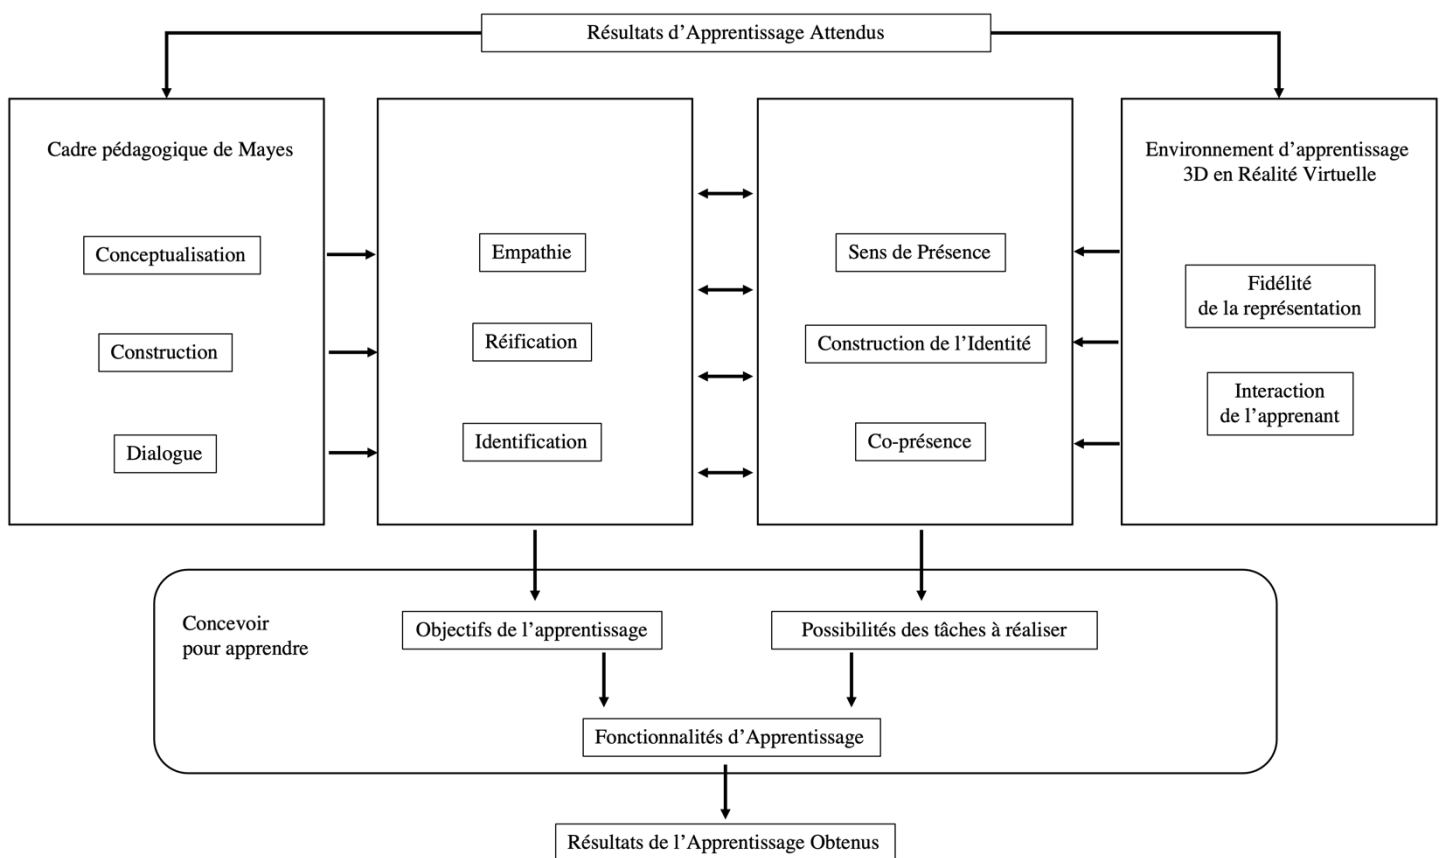 Résultats d’Apprentissage Attendus
Cadre pédagogique de Mayes
Conceptualisation
Construction
Dialogue
Empathie
Réification
Identification
Sens de Présence
Construction de l’Identité
Co-présence
Environnement d’apprentissage
3D en Réalité Virtuelle
Fidélité
de la représentation
Interaction
de l’apprenant
Concevoir
pour apprendre
Objectifs de l’apprentissage
Possibilités des tâches à réaliser
Fonctionnalités d’Apprentissage
Résultats de l’Apprentissage Obtenus